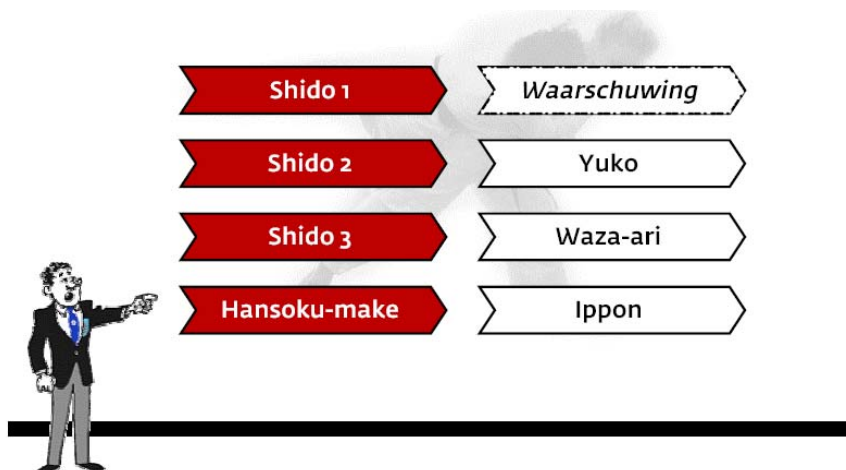 Shido 1
Waarschuwing
Shido 2
Yuko
Shido 3
Waza-ari
Hansoku-make
Ippon